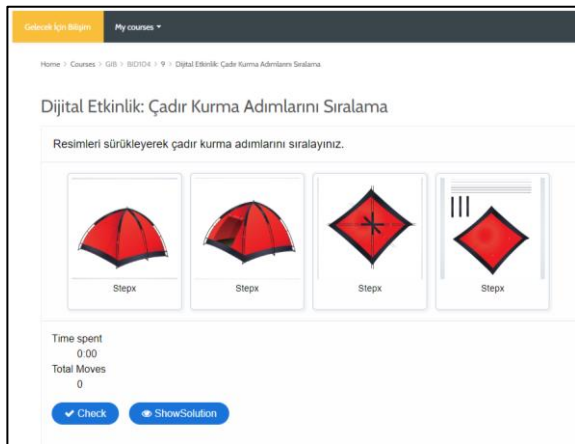 Gelecek İçin Bilişim My courses
Home > Courses > GIB > BID104 > 9 > Dijital Etkinlik: Çadır Kurma Adımlarını Sıralama
Dijital Etkinlik: Çadır Kurma Adımlarını Sıralama
Resimleri sürükleyerek çadır kurma adımlarını sıralayınız.
Stepx Stepx Stepx Stepx
Time spent
0:00
Total Moves
0
Check ShowSolution